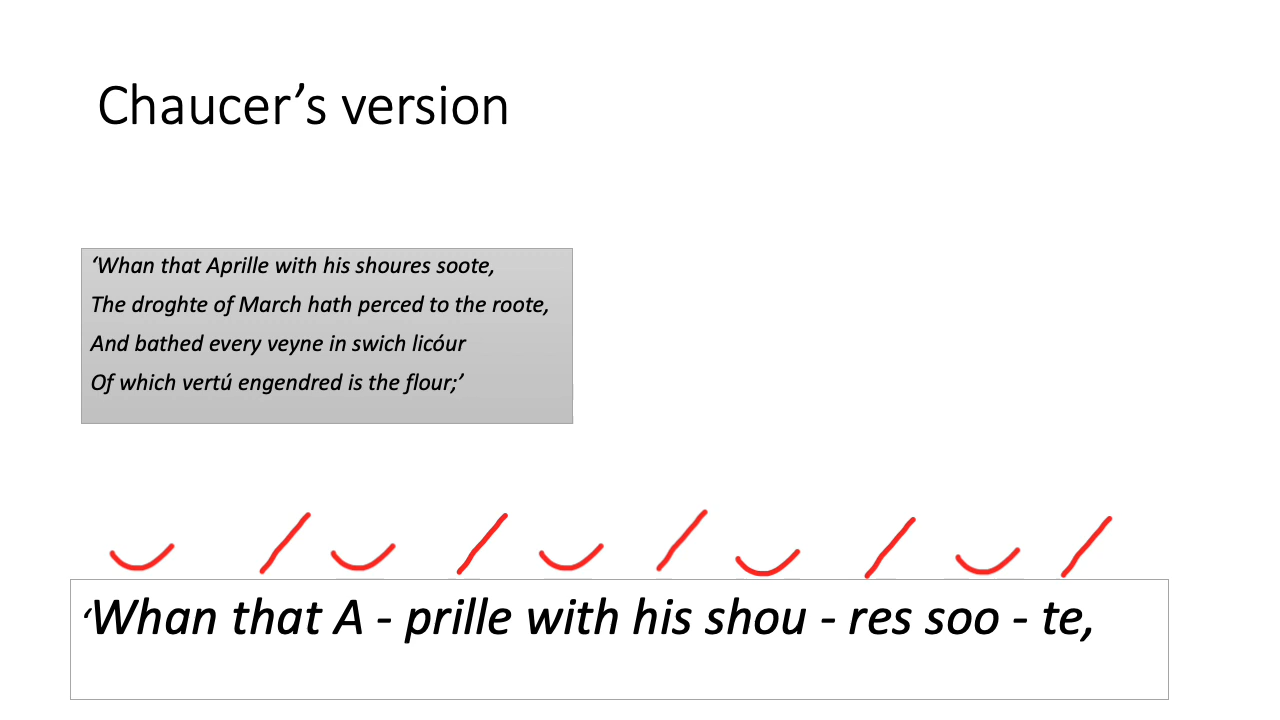 Chaucer’s version
‘Whan that Aprille with his shoures soote,
The droghte of March hath perced to the roote,
And bathed every veyne in swich licóur
Of which vertú engendred is the flour;’
‘Whan that A - prille with his shou - res soo - te,